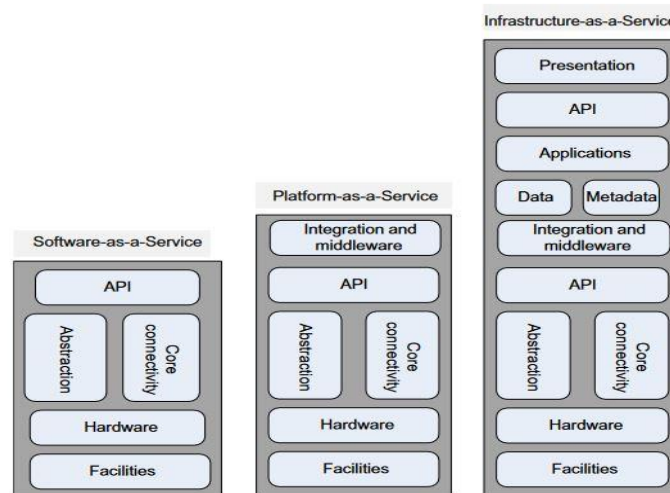 Software-as-a-Service
API
Abstraction
Core
connectivity
Hardware
Facilities
Platform-as-a-Service
Integration and
middleware
API
Abstraction
Core
connectivity
Hardware
Facilities
Infrastructure-as-a-Service
Presentation
API
Applications
Data Metadata
Integration and
middleware
API
Abstraction
Core
connectivity
Hardware
Facilities